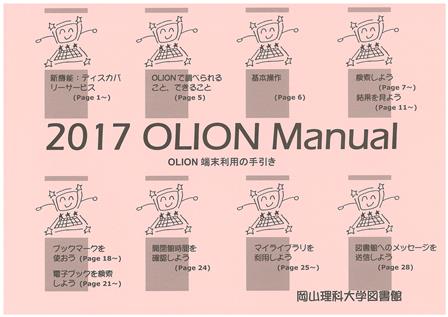 新機能：ディスカバ
リーサービス
(Page 1～)
OLIONで調べられる
こと、できること
(Page 5)
基本操作
(Page 6)
検索しよう
(Page 7～)
結果を見よう
(Page 11～)
2017 OLION Manual
OLION 端末利用の手引き
ブックマークを
使おう (Page 18～)
電子ブックを検索
しよう (Page 21～)
開閉館時間を
確認しよう
(Page 24)
マイライブラリを
利用しよう
(Page 25～)
図書館へのメッセージを
送信しよう
(Page 28)
岡山理科大学図書館